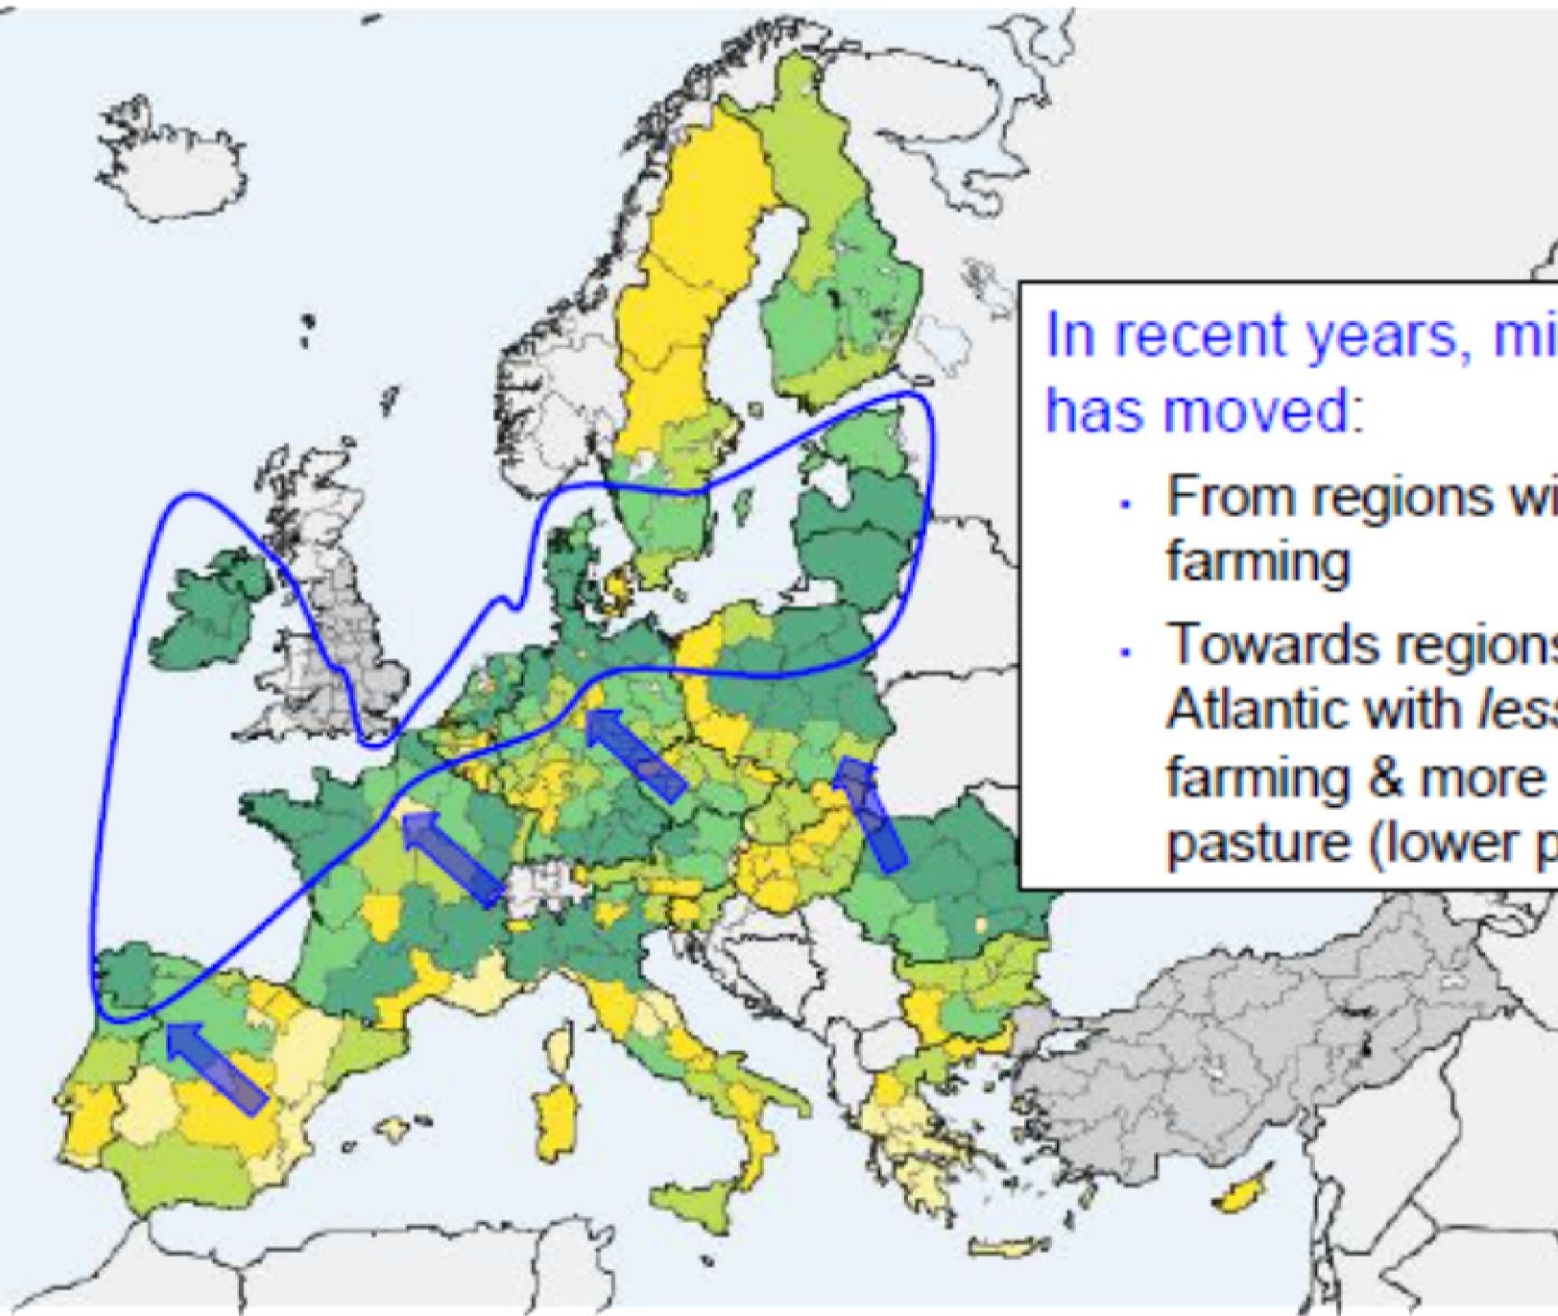 In recent years, mi
has moved:
· From regions wi
farming
· Towards regions
Atlantic with less
farming & more
pasture (lower p